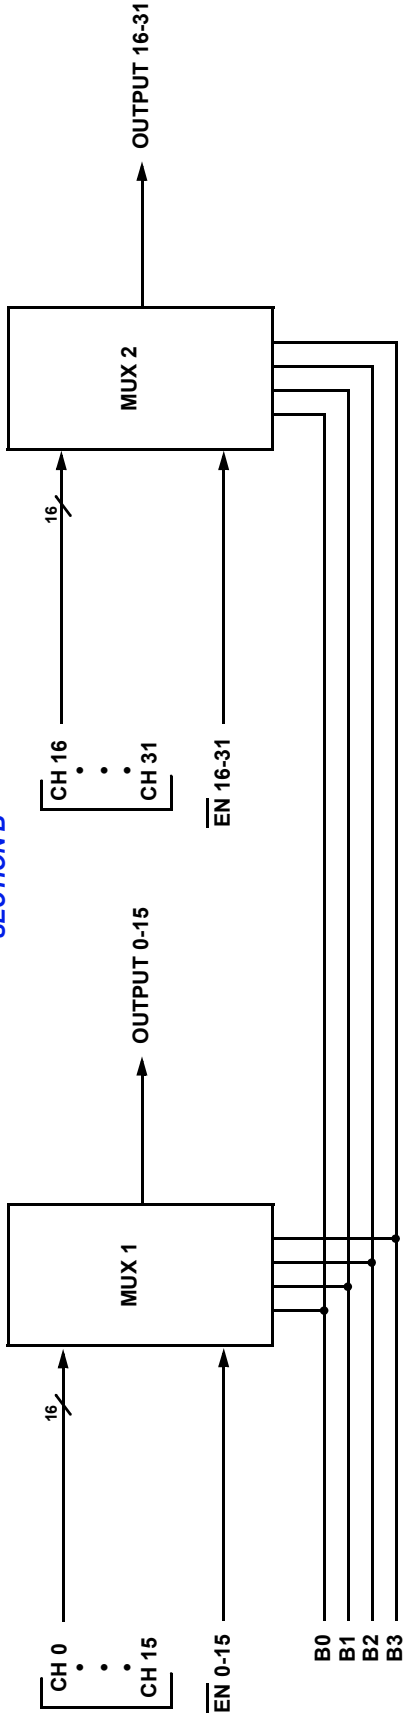 SECTION
CH 0
CH 15
EN 0-15
16
MUX 1
OUTPUT 0-15
CH 16
CH 31
EN 16-31
16
MUX 2
OUTPUT 16-31
B0
B1
B2
B3